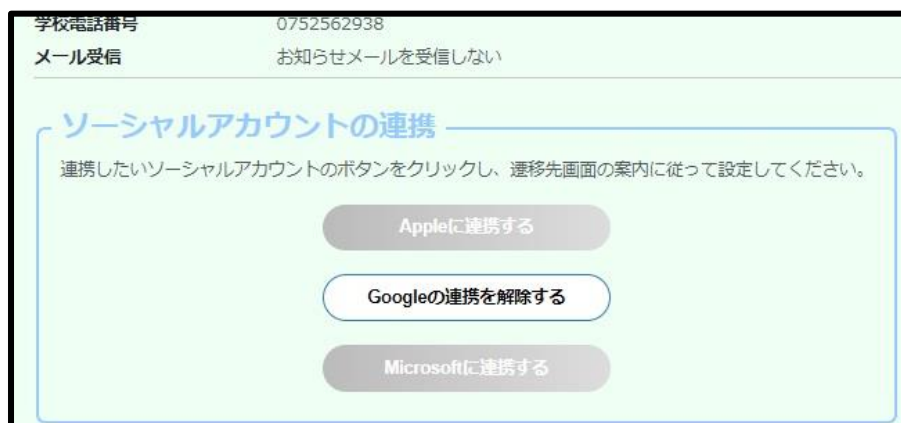 学校電話番号 0752562938
メール受信 お知らせメールを受信しない
ソーシャルアカウントの連携
連携したいソーシャルアカウントのボタンをクリックし、遷移先画面の案内に従って設定してください。
Appleに連携する
Googleの連携を解除する
Microsoftに連携する